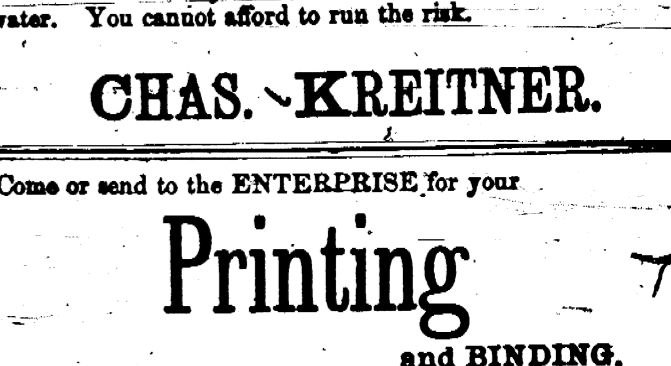 water. You cannot afford to run the risk.
CHAS. KREITNER.
Come or send to the ENTERPRISE for your
Printing
and BINDING.